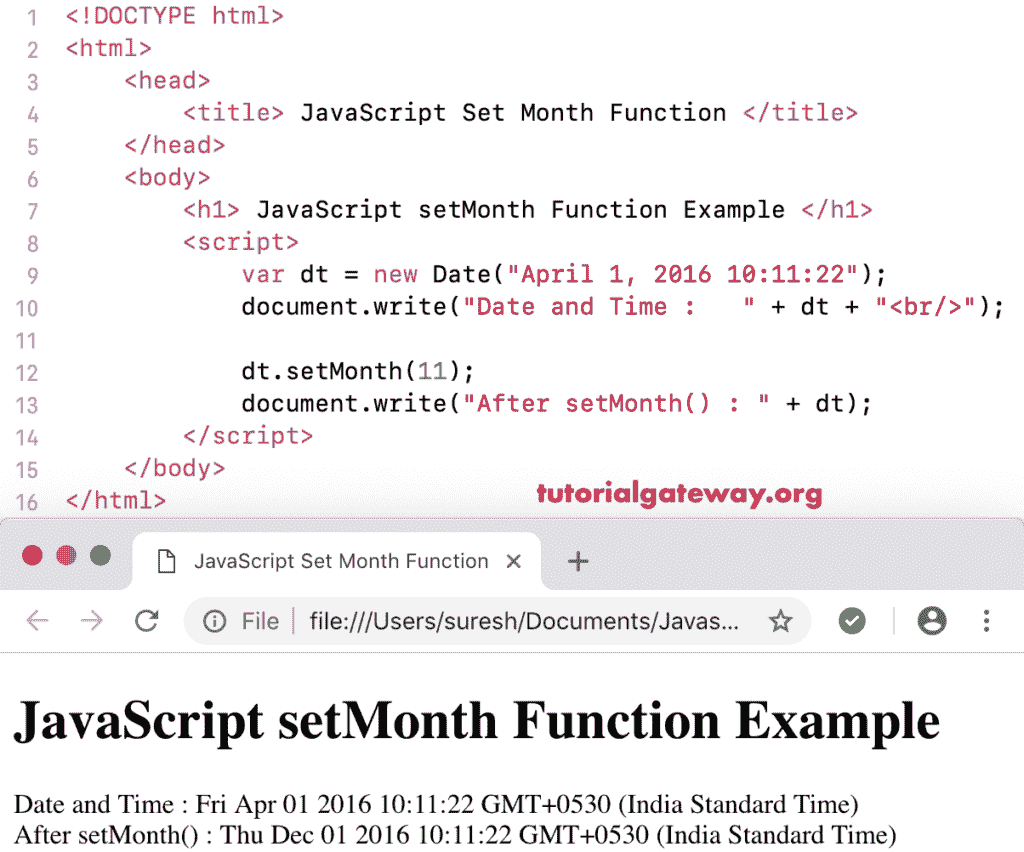 1 <!DOCTYPE html>
2 <html>
3     <head>
4         <title> JavaScript Set Month Function </title>
5     </head>
6     <body>
7         <h1> JavaScript setMonth Function Example </h1>
8         <script>
9             var dt = new Date("April 1, 2016 10:11:22");
10             document.write("Date and Time :   " + dt + "<br/>");
11
12             dt.setMonth(11);
13             document.write("After setMonth() : " + dt);
14         </script>
15     </body>
tutorialgateway.org
16 </html>
JavaScript Set Month Function
File file:///Users/suresh/Documents/Javas...
JavaScript setMonth Function Example
Date and Time : Fri Apr 01 2016 10:11:22 GMT+0530 (India Standard Time)
After setMonth() : Thu Dec 01 2016 10:11:22 GMT+0530 (India Standard Time)